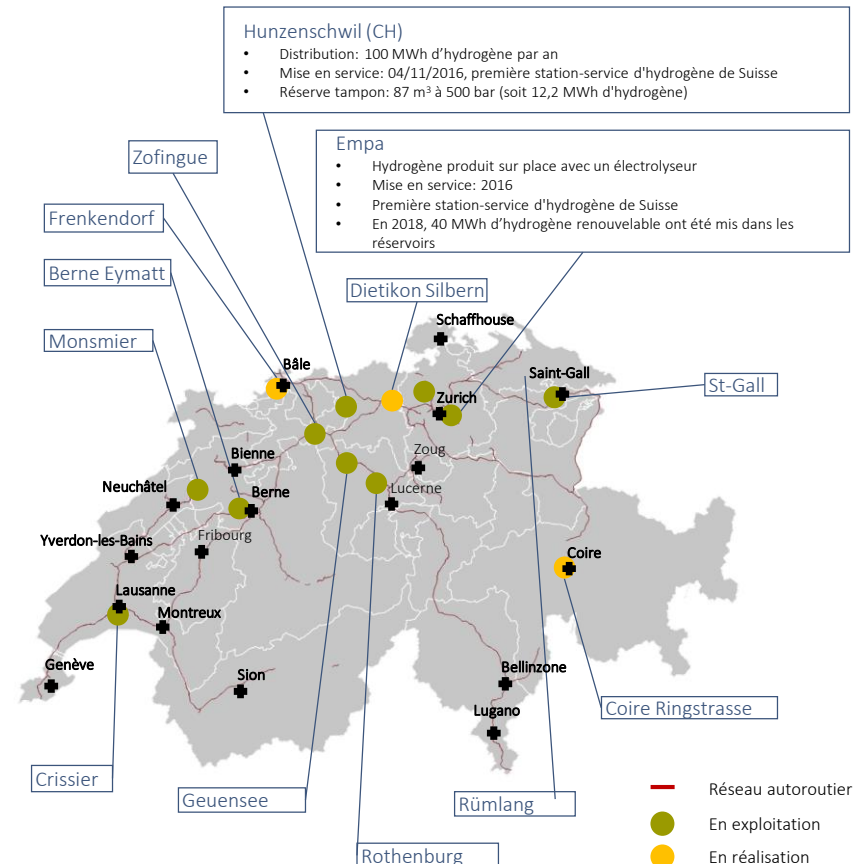 Hunzenschwil (CH)
• Distribution: 100 MWh d'hydrogène par an
• Mise en service: 04/11/2016, première station-service d'hydrogène de Suisse
• Réserve tampon: 87 m³ à 500 bar (soit 12,2 MWh d'hydrogène)
Empa
• Hydrogène produit sur place avec un électrolyseur
• Mise en service: 2016
• Première station-service d'hydrogène de Suisse
• En 2018, 40 MWh d'hydrogène renouvelable ont été mis dans les
réservoirs
Zofingue
Frenkendorf
Berne Eymatt
Dietikon Silbern
Monsmier
Schaffhouse
Bâle
Saint-Gall
St-Gall
Zurich
Bienne
Zoug
Neuchâtel
Berne
Lucerne
Yverdon-les-Bains
Fribourg
Coire
Lausanne
Montreux
Genève
Sion
Bellinzone
Lugano
Coire Ringstrasse
Crissier
Geuensee
Rümlang
Rothenburg
Réseau autoroutier
En exploitation
En réalisation